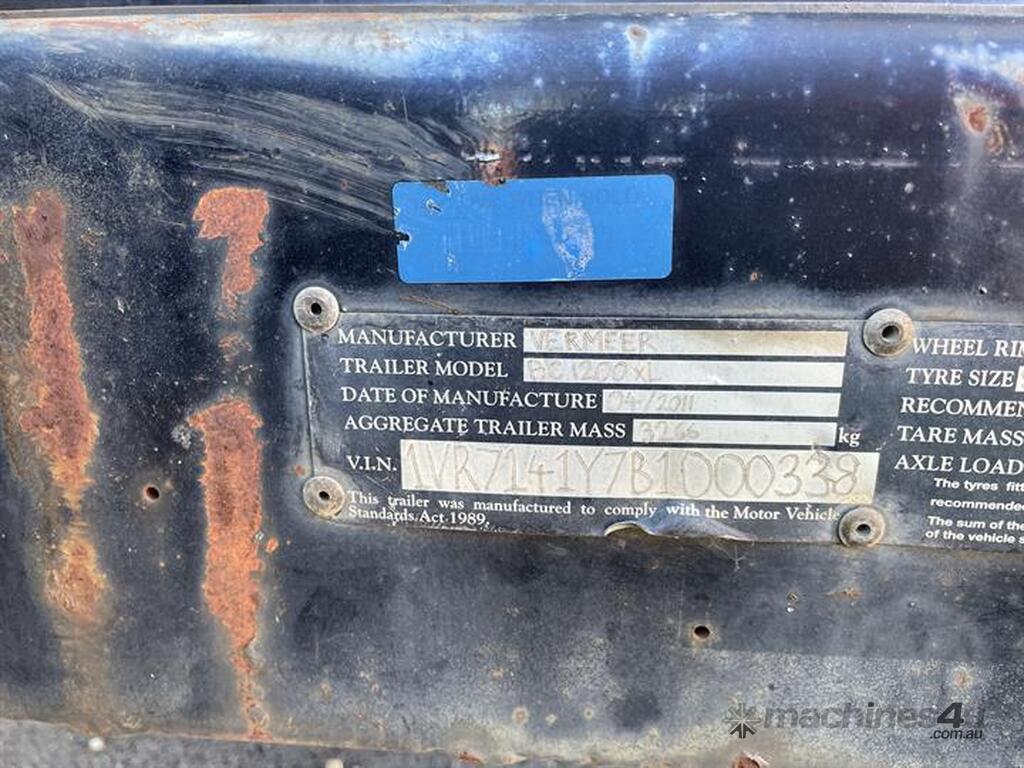 MANUFACTURER VERMEER
TRAILER MODEL BC1200XL
DATE OF MANUFACTURE 04/2011
AGGREGATE TRAILER MASS 3266 kg
V.I.N. 1VR7141Y7B1000338
This trailer was manufactured to comply with the Motor Vehicle
Standards Act 1989.
WHEEL RI
TYRE SIZE
RECOMMEN
TARE MASS
AXLE LOAD
The tyres fitt
recommended
The sum of the
of the vehicle s
machines4u
.com.au